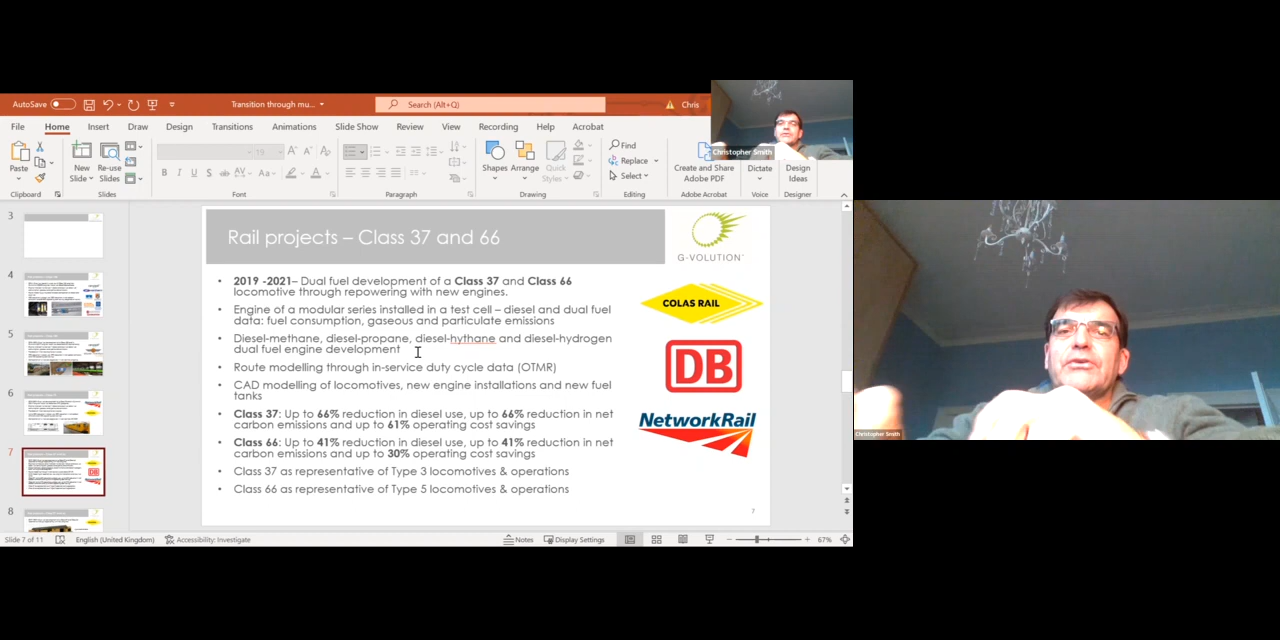 AutoSave
Transition through mu...
Search (Alt+Q)
Chris
File Home Insert Draw Design Transitions Animations Slide Show Review View Recording Help Acrobat
Paste
New Slide
Re-use Slides
19
Shapes
Arrange
Quick Styles
Find
Replace
Select
Create and Share Adobe PDF
Dictate
Design Ideas
Clipboard Slides Font Paragraph Drawing Editing Adobe Acrobat Voice Designer
Christopher Smith
3
4
5
6
7
8
Rail projects – Class 37 and 66
G-VOLUTION
• 2019 -2021– Dual fuel development of a Class 37 and Class 66
locomotive through repowering with new engines.
• Engine of a modular series installed in a test cell – diesel and dual fuel
data: fuel consumption, gaseous and particulate emissions
• Diesel-methane, diesel-propane, diesel-hythane and diesel-hydrogen
dual fuel engine development
• Route modelling through in-service duty cycle data (OTMR)
• CAD modelling of locomotives, new engine installations and new fuel
tanks
• Class 37: Up to 66% reduction in diesel use, up to 66% reduction in net
carbon emissions and up to 61% operating cost savings
• Class 66: Up to 41% reduction in diesel use, up to 41% reduction in net
carbon emissions and up to 30% operating cost savings
• Class 37 as representative of Type 3 locomotives & operations
• Class 66 as representative of Type 5 locomotives & operations
COLAS RAIL
DB
NetworkRail
7
Christopher Smith
Slide 7 of 11
English (United Kingdom)
Accessibility: Investigate
Notes
Display Settings
67%